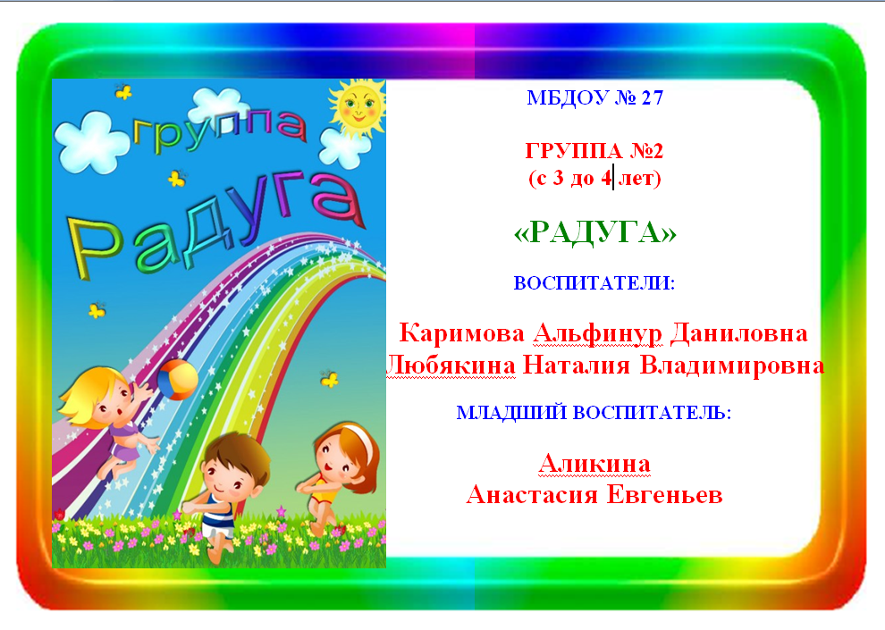 группа
Радуга
МБДОУ № 27
ГРУППА №2
(с 3 до 4 лет)
«РАДУГА»
ВОСПИТАТЕЛИ:
Каримова Альфинур Даниловна
Любякина Наталия Владимировна
МЛАДШИЙ ВОСПИТАТЕЛЬ:
Аликина
Анастасия Евгеньев